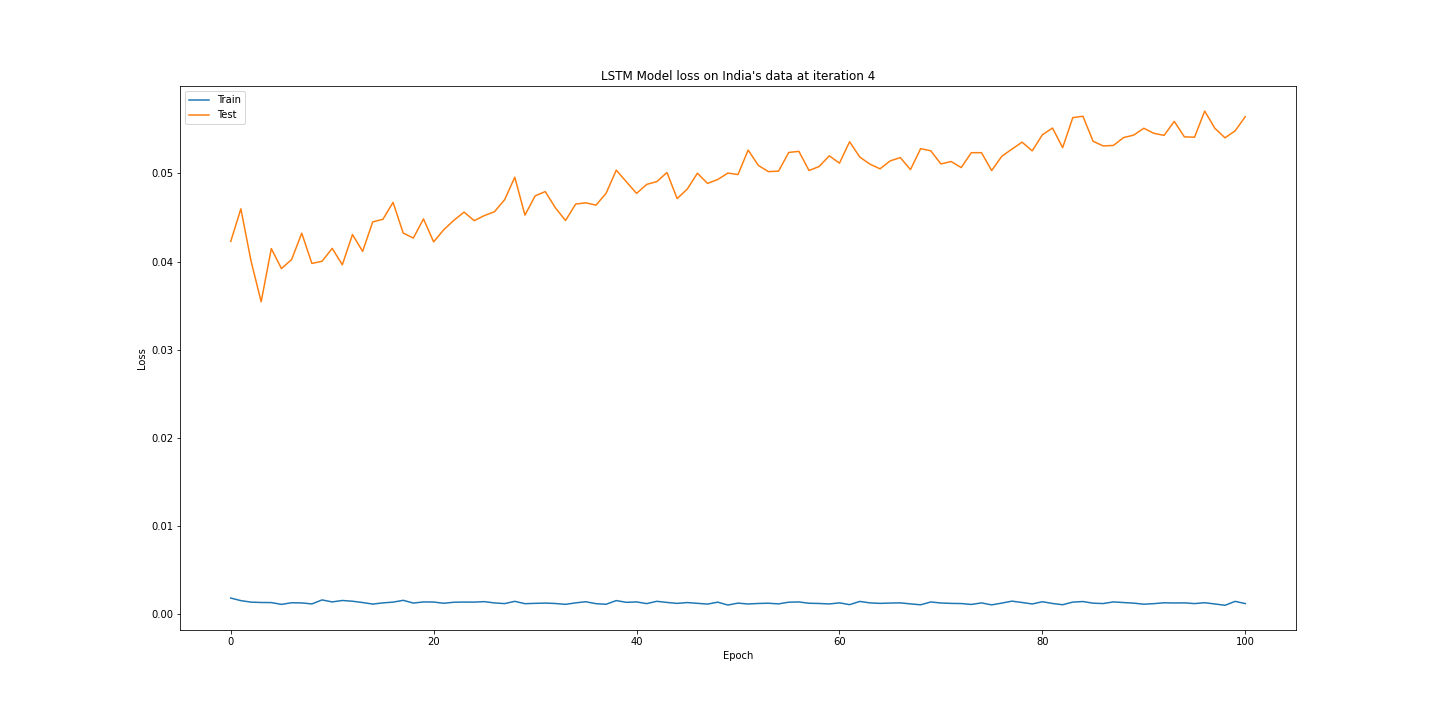 LSTM Model loss on India's data at iteration 4
Train
Test
0.05
0.04
0.03
0.02
0.01
0.00
Loss
0 20 40 60 80 100
Epoch